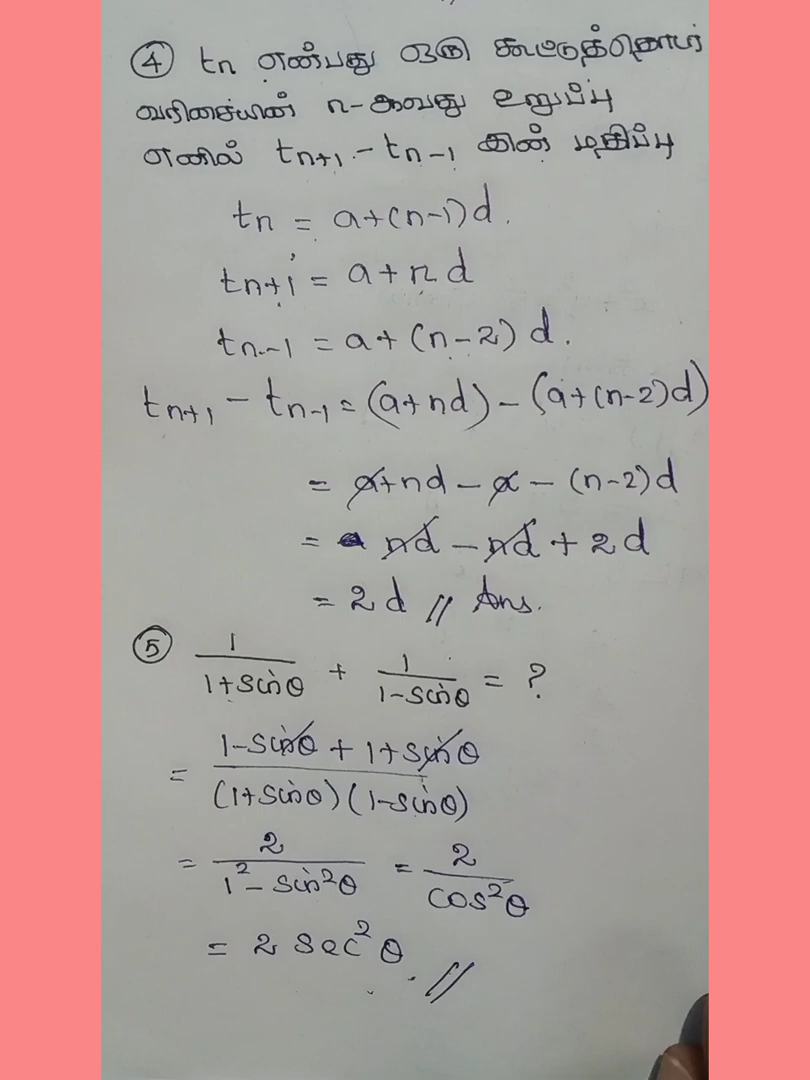 ④ tn என்பது ஒரு கூட்டுத்தொடர்
வரிசையின் n-ஆவது உறுப்பு
எனில் tn+1 - tn-1 இன் மதிப்பு
tn = a+(n-1)d.
tn+1 = a+nd
tn-1 = a+(n-2)d.
tn+1 - tn-1 = (a+nd) - (a+(n-2)d)
= a+nd - a - (n-2)d
= nd - nd + 2d
= 2d // Ans.
⑤ 1/(1+sinθ) + 1/(1-sinθ) = ?
= (1-sinθ + 1+sinθ)/((1+sinθ)(1-sinθ))
= 2/(1² - sin²θ) = 2/cos²θ
= 2 sec²θ. //